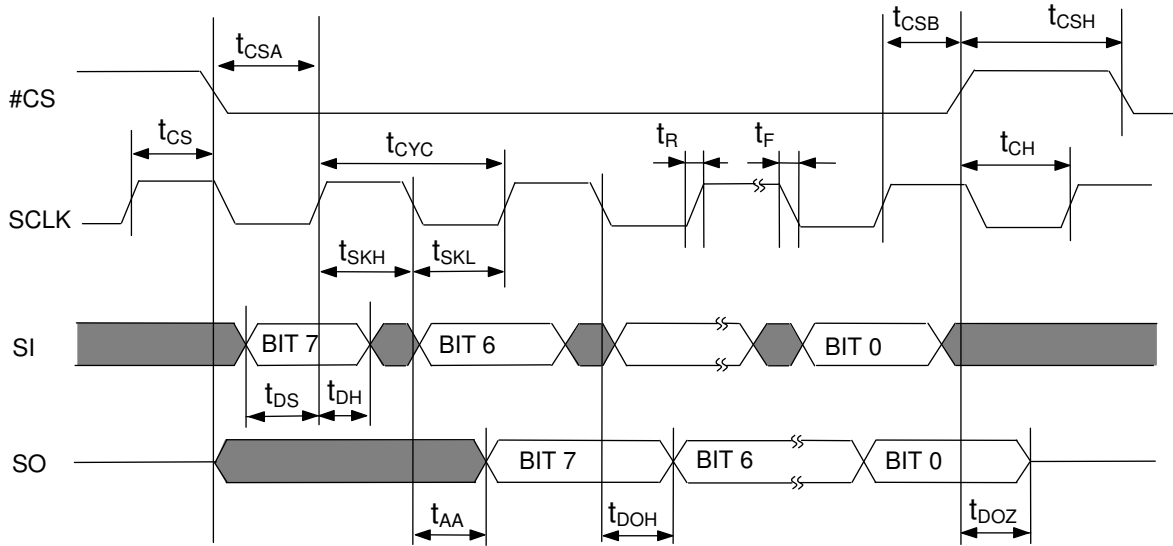 tCSB
tCSH
tCSA
#CS
tCS
tCYC
tR
tF
tCH
SCLK
tSKH
tSKL
SI
BIT 7
BIT 6
BIT 0
tDS
tDH
SO
BIT 7
BIT 6
BIT 0
tAA
tDOH
tDOZ